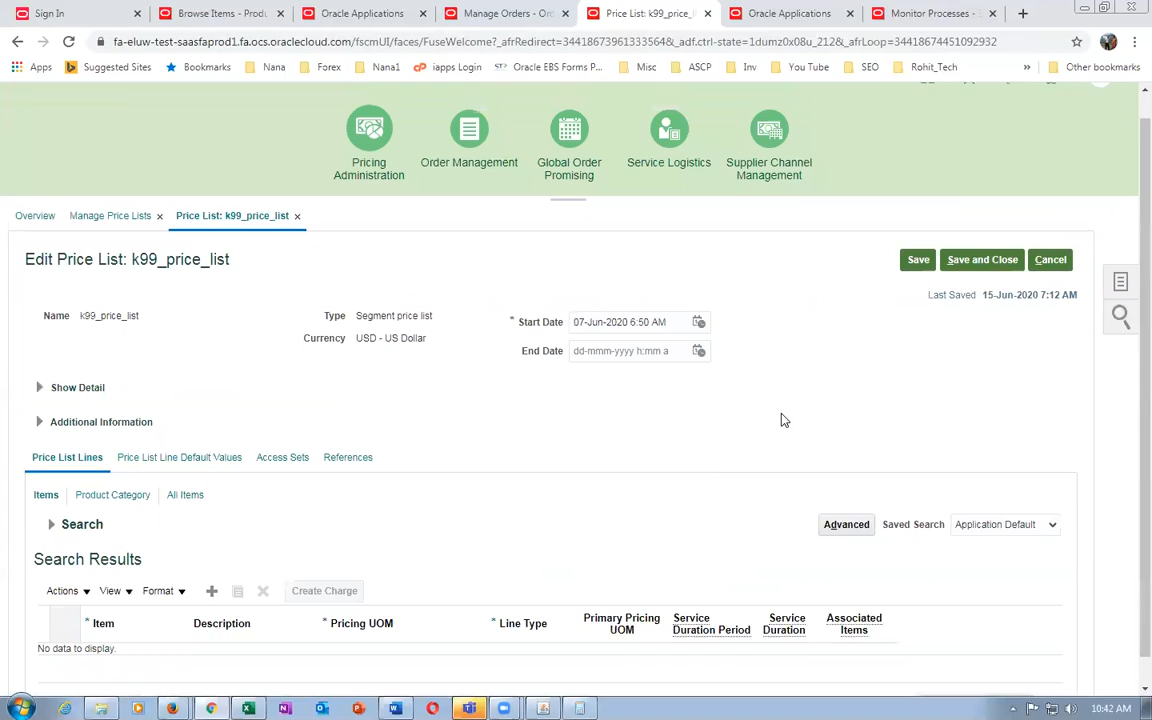 Sign In
Browse Items - Produ
Oracle Applications
Manage Orders - Or
Price List: k99_price_l
Oracle Applications
Monitor Processes -
fa-eluw-test-saasfaprod1.fa.ocs.oraclecloud.com/fscmUI/faces/FuseWelcome?_afrRedirect=34418673961333564&_adf.ctrl-state=1dumz0x08u_212&_afrLoop=34418674451092932
Apps
Suggested Sites
Bookmarks
Nana
Forex
Nana1
iapps Login
Oracle EBS Forms P...
Misc
ASCP
Inv
You Tube
SEO
Rohit_Tech
»
Other bookmarks
Pricing Administration
Order Management
Global Order Promising
Service Logistics
Supplier Channel Management
Overview
Manage Price Lists
Price List: k99_price_list
Edit Price List: k99_price_list
Save
Save and Close
Cancel
Last Saved 15-Jun-2020 7:12 AM
Name k99_price_list
Type Segment price list
* Start Date 07-Jun-2020 6:50 AM
Currency USD - US Dollar
End Date dd-mmm-yyyy h:mm a
Show Detail
Additional Information
Price List Lines
Price List Line Default Values
Access Sets
References
Items
Product Category
All Items
Search
Advanced
Saved Search Application Default
Search Results
Actions
View
Format
Create Charge
* Item
Description
* Pricing UOM
* Line Type
Primary Pricing UOM
Service Duration Period
Service Duration
Associated Items
No data to display.
10:42 AM